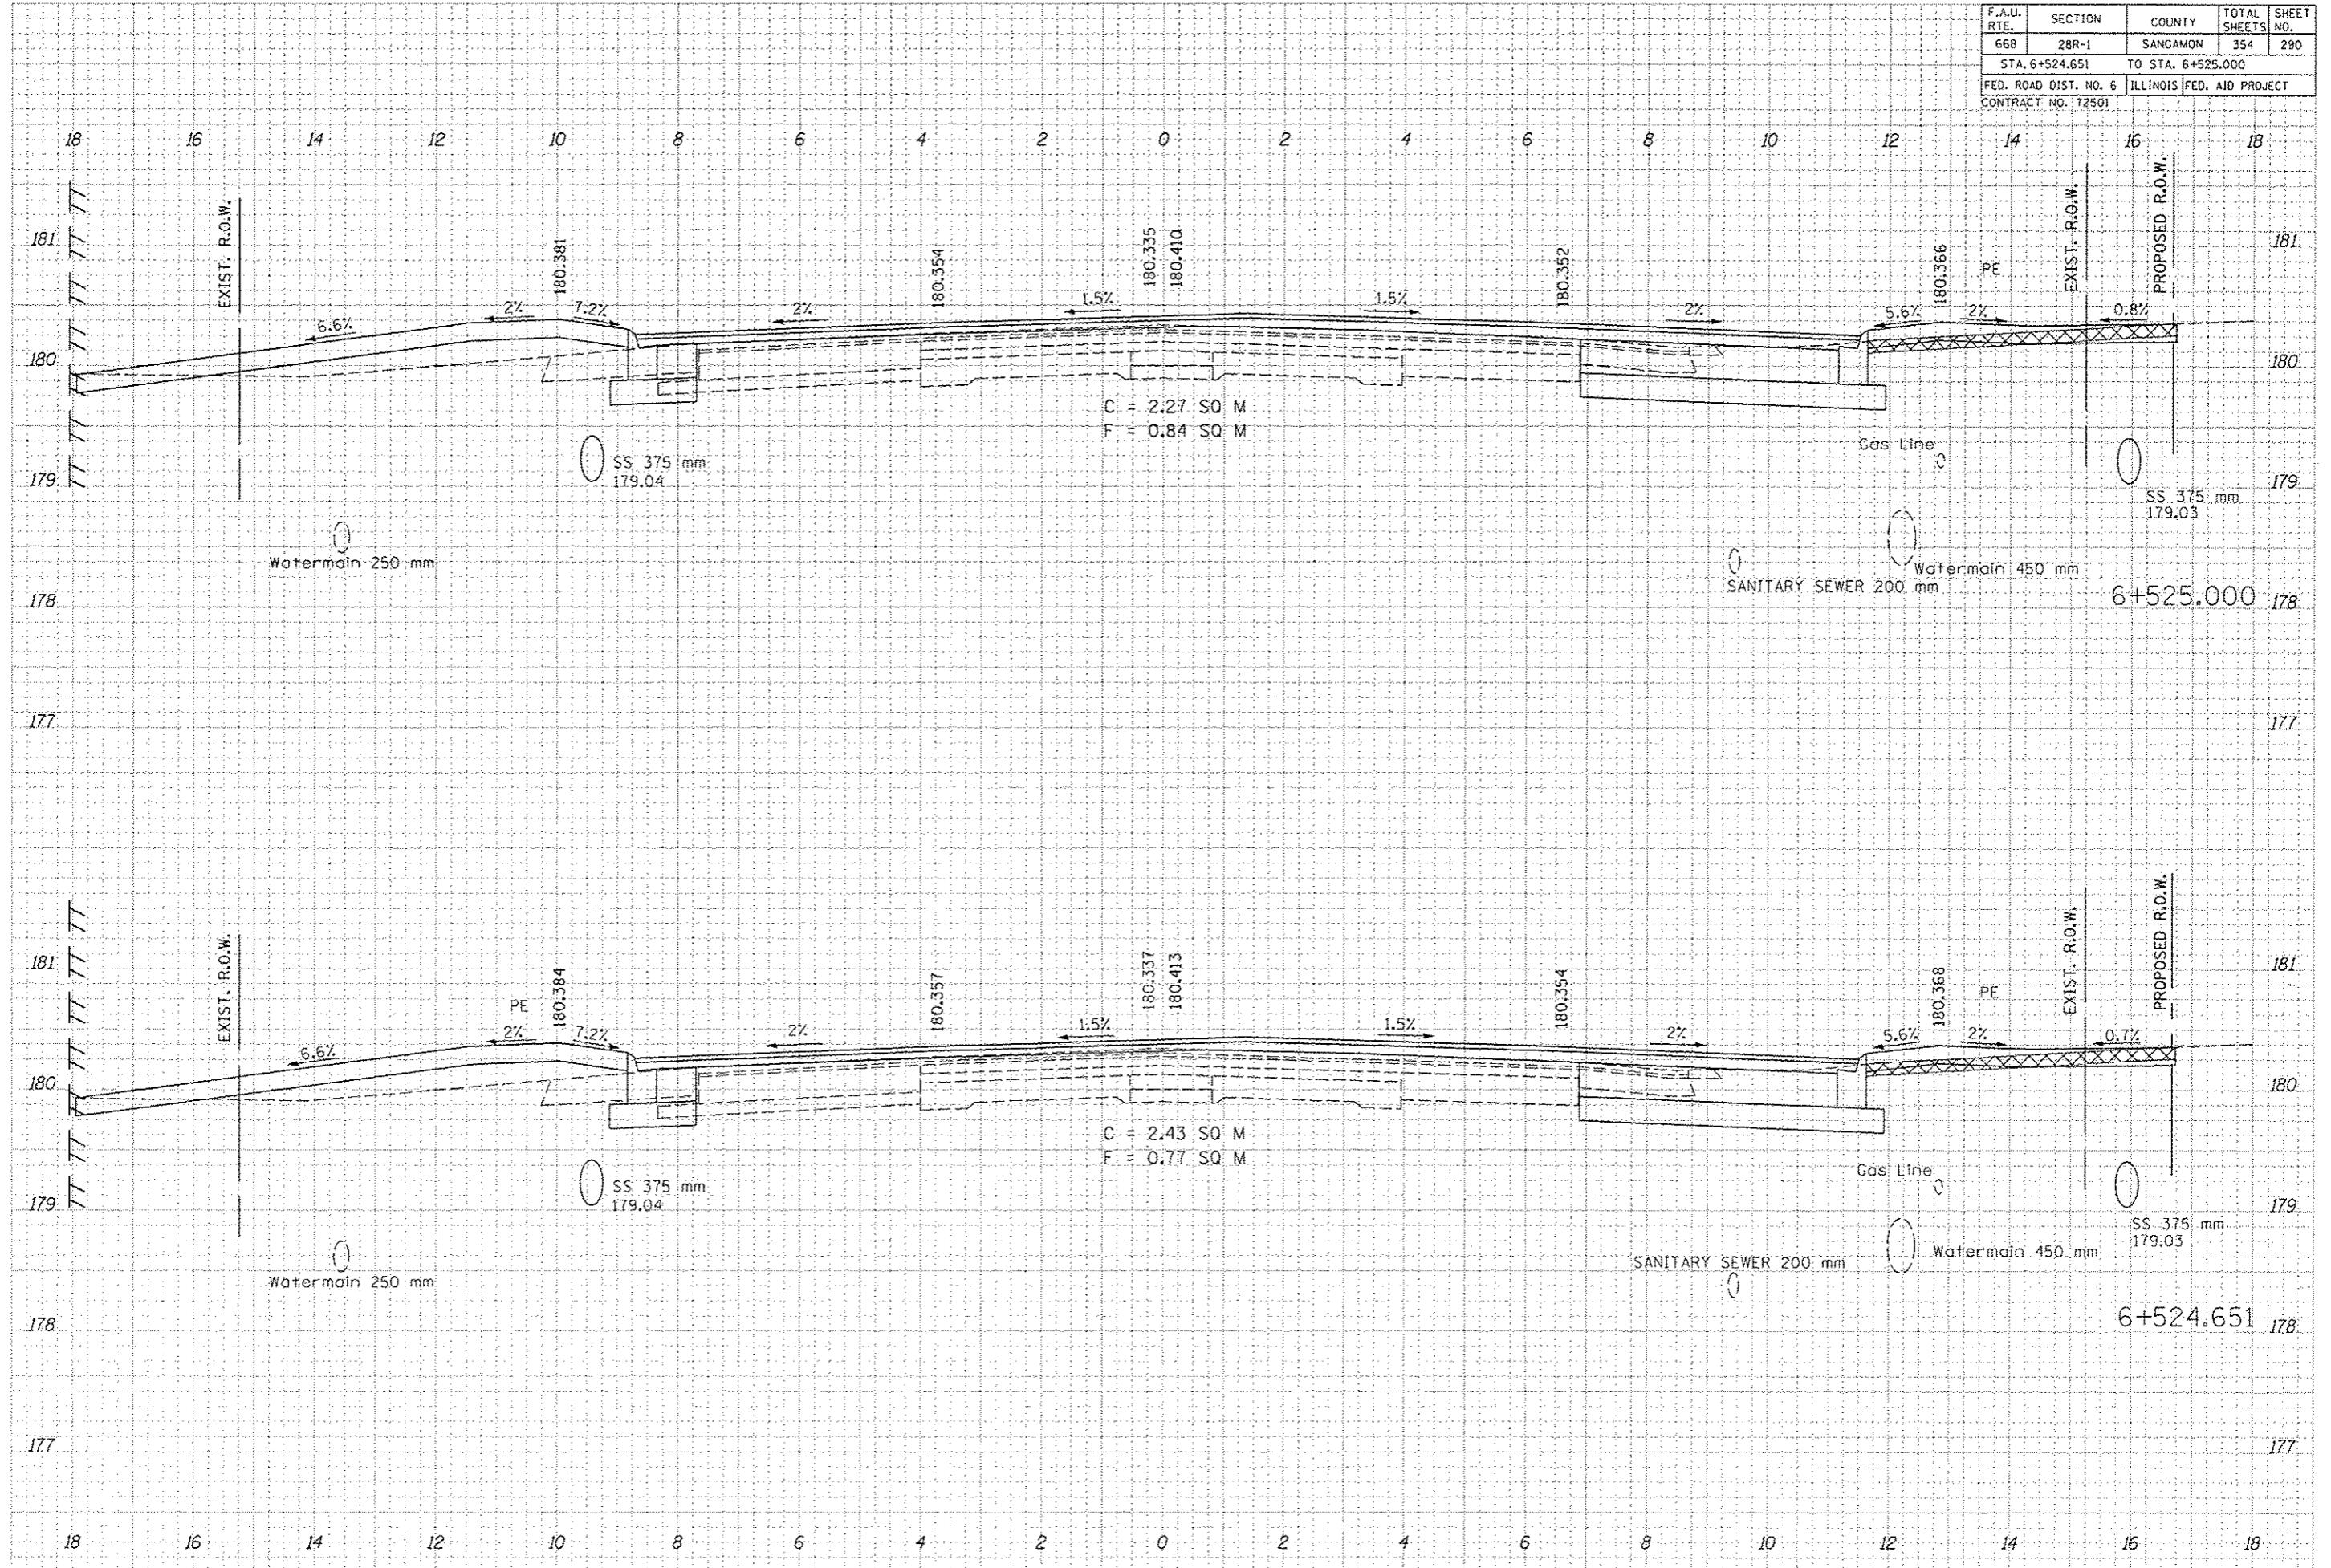 F.A.U. RTE. SECTION COUNTY TOTAL SHEETS SHEET NO.
668 28R-1 SANGAMON 354 290
STA. 6+524.651 TO STA. 6+525.000
FED. ROAD DIST. NO. 6 ILLINOIS FED. AID PROJECT
CONTRACT NO. 72501
18 16 14 12 10 8 6 4 2 0 2 4 6 8 10 12 14 16 18
EXIST. R.O.W. 180.381 180.354 180.335 180.410 180.352 180.366 PE EXIST. R.O.W. PROPOSED R.O.W.
181 181
6.6% 2% 7.2% 2% 1.5% 1.5% 2% 5.6% 2% 0.8%
180 180
C = 2.27 SQ M
F = 0.84 SQ M
Gas Line
SS 375 mm
179.04
179 179
SS 375 mm
179.03
Watermain 250 mm
Watermain 450 mm
SANITARY SEWER 200 mm
6+525.000
178 178
177 177
EXIST. R.O.W. PE 180.384 180.357 180.337 180.413 180.354 180.368 PE EXIST. R.O.W. PROPOSED R.O.W.
181 181
6.6% 2% 7.2% 2% 1.5% 1.5% 2% 5.6% 2% 0.7%
180 180
C = 2.43 SQ M
F = 0.77 SQ M
Gas Line
SS 375 mm
179.04
179 179
SS 375 mm
179.03
Watermain 450 mm
SANITARY SEWER 200 mm
Watermain 250 mm
6+524.651
178 178
177 177
18 16 14 12 10 8 6 4 2 0 2 4 6 8 10 12 14 16 18